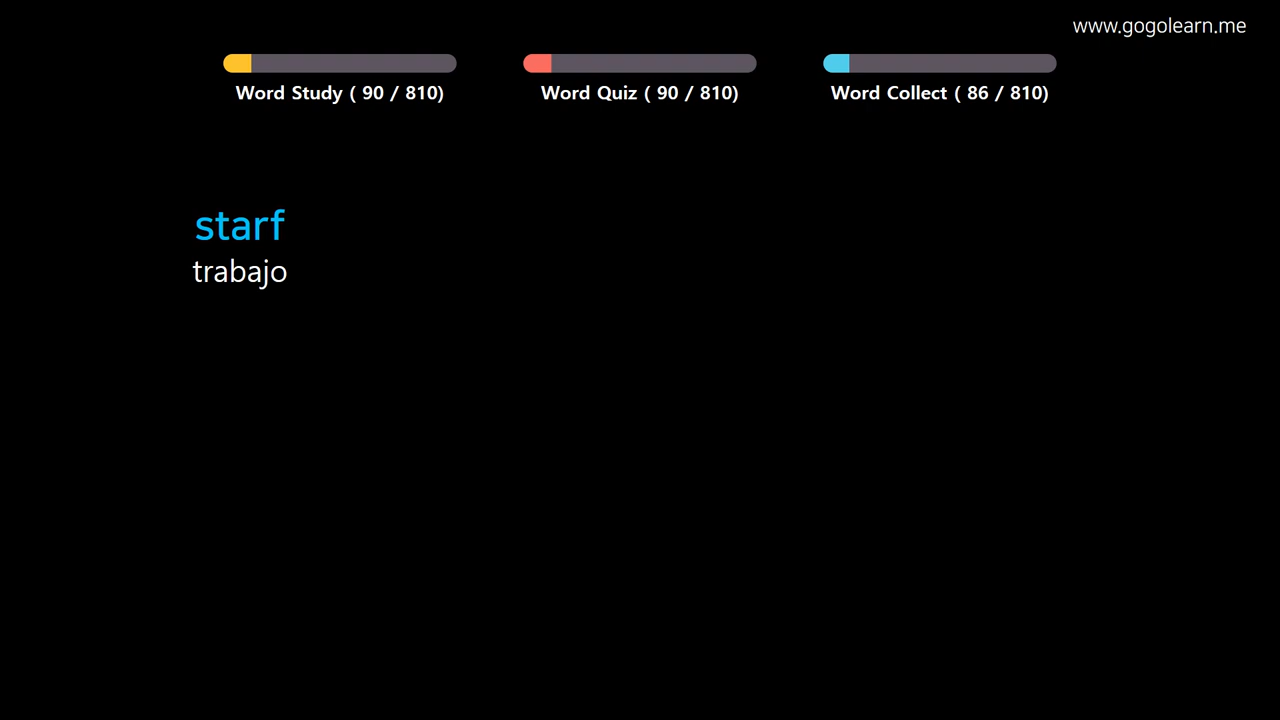 www.gogolearn.me
Word Study ( 90 / 810)
Word Quiz ( 90 / 810)
Word Collect ( 86 / 810)
starf
trabajo